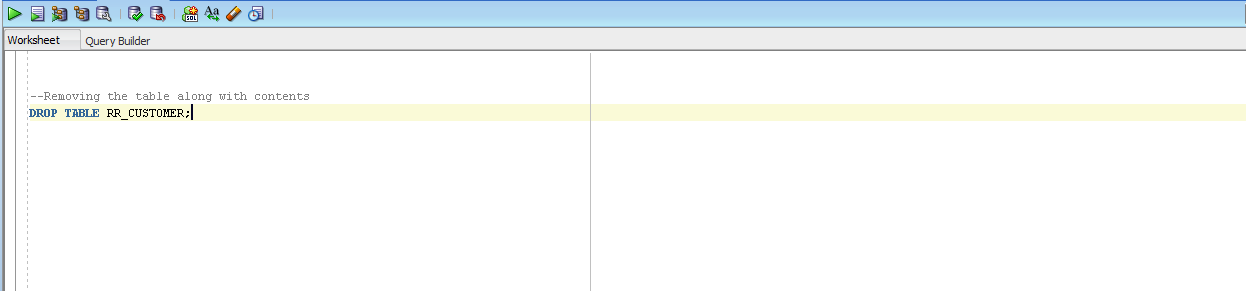 Worksheet
Query Builder
--Removing the table along with contents
DROP TABLE RR_CUSTOMER;